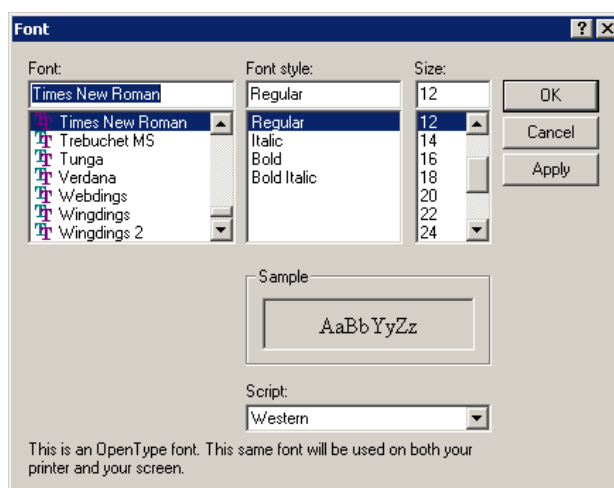 Font
Font:
Times New Roman
Times New Roman
Trebuchet MS
Tunga
Verdana
Webdings
Wingdings
Wingdings 2
Font style:
Regular
Regular
Italic
Bold
Bold Italic
Size:
12
12
14
16
18
20
22
24
OK
Cancel
Apply
Sample
AaBbYyZz
Script:
Western
This is an OpenType font. This same font will be used on both your
printer and your screen.